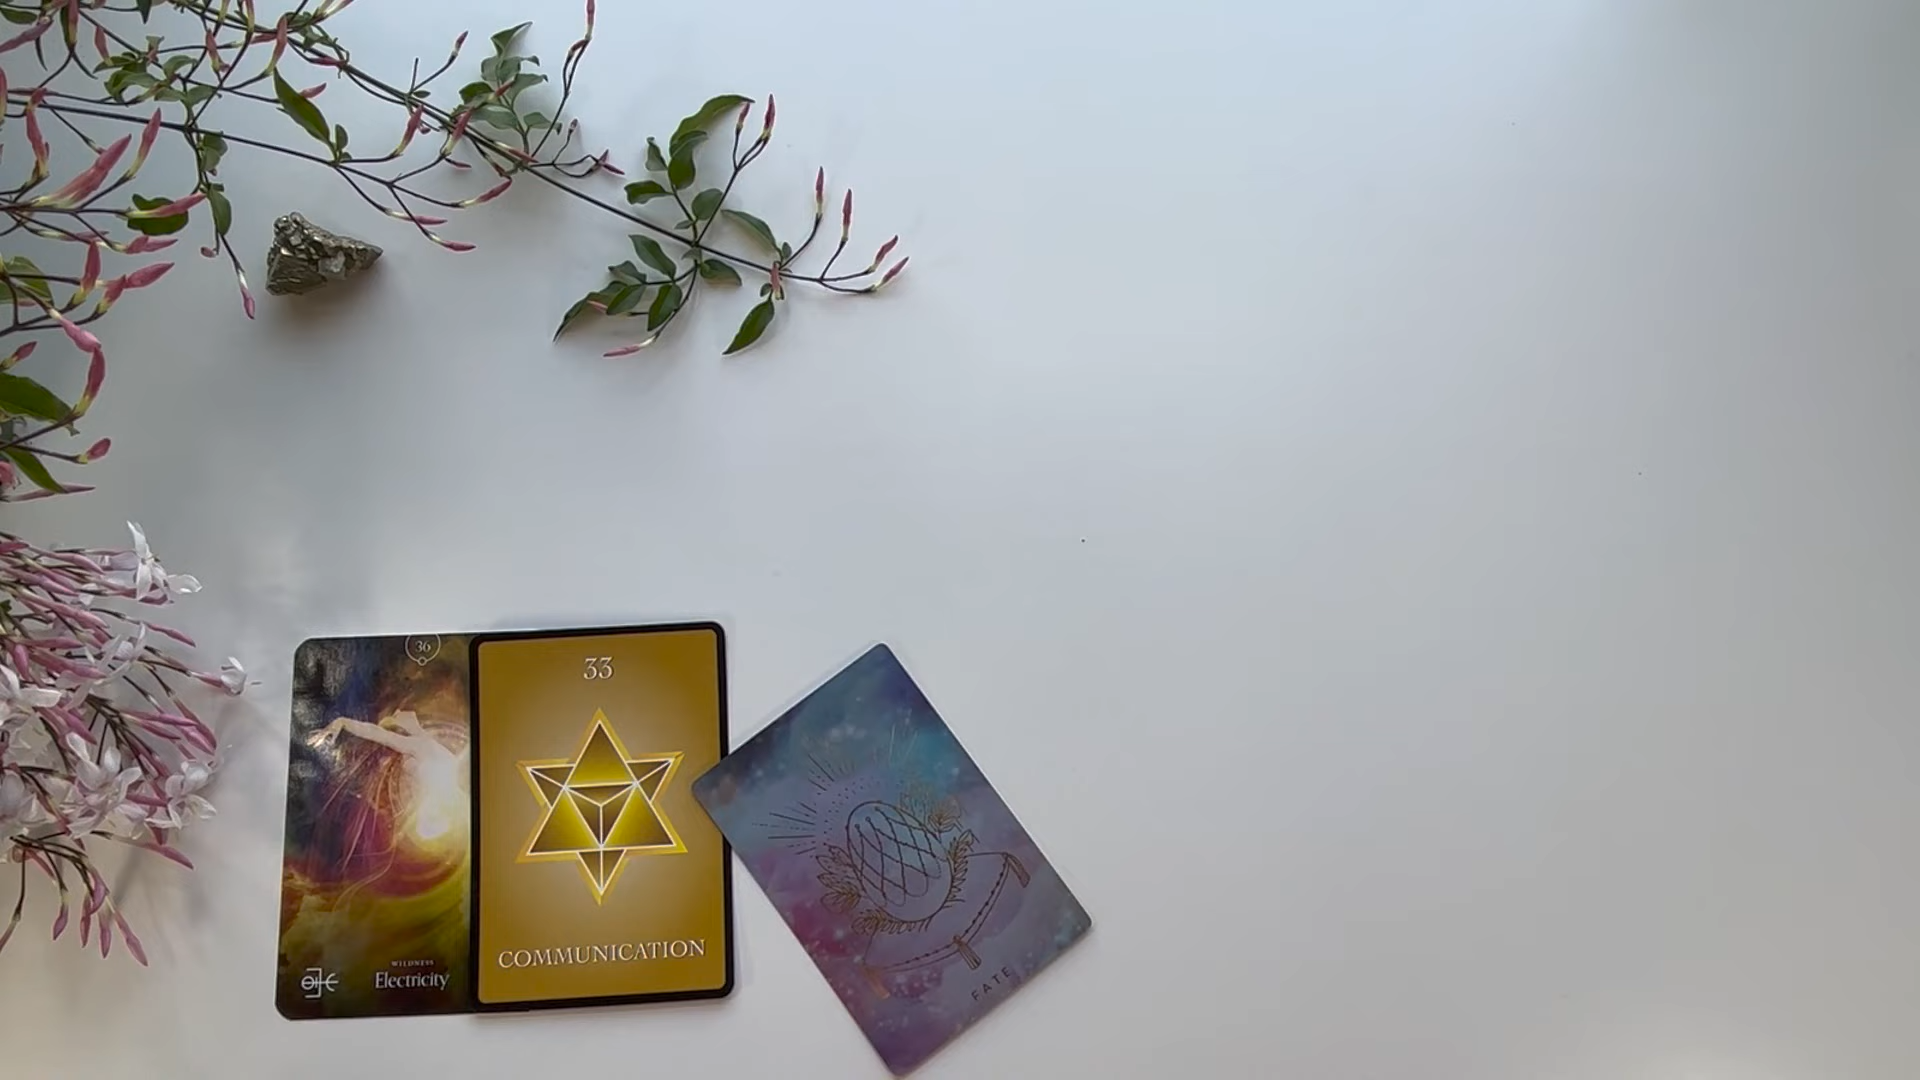 36
WILDNESS
Electricity
33
COMMUNICATION
FATE